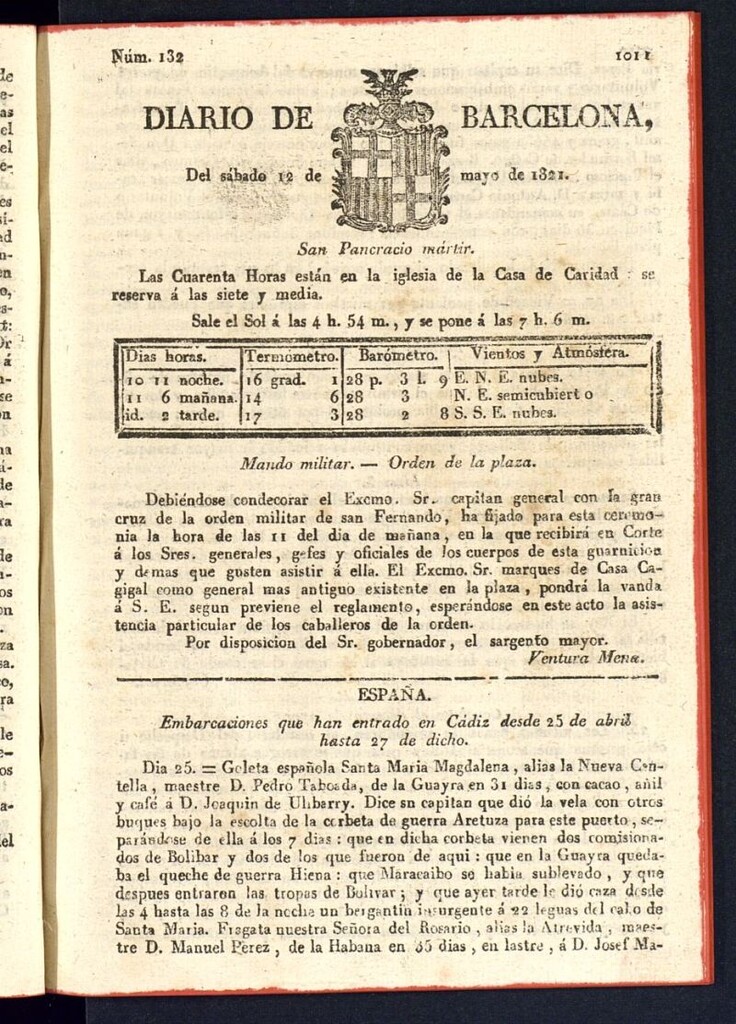 Núm. 132 1011
DIARIO DE BARCELONA,
Del sábado 12 de mayo de 1821.
San Pancracio mártir.
Las Cuarenta Horas están en la iglesia de la Casa de Caridad : se
reserva á las siete y media.
Sale el Sol á las 4 h. 54 m., y se pone á las 7 h. 6 m.
Dias horas. Termómetro. Barómetro. Vientos y Atmósfera.
10 11 noche. 16 grad. 1 28 p. 3 l. 9 E. N. E. nubes.
11 6 mañana. 14 6 28 3 N. E. semicubierto
id. 2 tarde. 17 3 28 2 8 S. S. E. nubes.
Mando militar. — Orden de la plaza.
Debiéndose condecorar el Excmo. Sr. capitan general con la gran
cruz de la orden militar de san Fernando, ha fijado para esta ceremo-
nia la hora de las 11 del dia de mañana, en la que recibirá en Corte
á los Sres. generales, gefes y oficiales de los cuerpos de esta guarnicion
y demas que gusten asistir á ella. El Excmo. Sr. marques de Casa Ca-
gigal como general mas antiguo existente en la plaza, pondrá la vanda
á S. E. segun previene el reglamento, esperándose en este acto la asis-
tencia particular de los caballeros de la orden.
Por disposicion del Sr. gobernador, el sargento mayor.
Ventura Mena.
ESPAÑA.
Embarcaciones que han entrado en Cádiz desde 25 de abril
hasta 27 de dicho.
Dia 25. = Goleta española Santa Maria Magdalena, alias la Nueva Cen-
tella, maestre D. Pedro Taboada, de la Guayra en 31 dias, con cacao, añil
y café á D. Joaquin de Ulibarry. Dice su capitan que dió la vela con otros
buques bajo la escolta de la corbeta de guerra Aretuza para este puerto, se-
parándose de ella á los 7 dias : que en dicha corbeta vienen dos comisiona-
dos de Bolibar y dos de los que fueron de aqui : que en la Guayra queda-
ba el queche de guerra Hiena : que Maracaibo se habia sublevado, y que
despues entraron las tropas de Bolivar; y que ayer tarde le dió caza desde
las 4 hasta las 8 de la noche un bergantin insurgente á 22 leguas del cabo de
Santa Maria. Fragata nuestra Señora del Rosario, alias la Atrevida, maes-
tre D. Manuel Perez, de la Habana en 35 dias, en lastre, á D. Josef Ma-